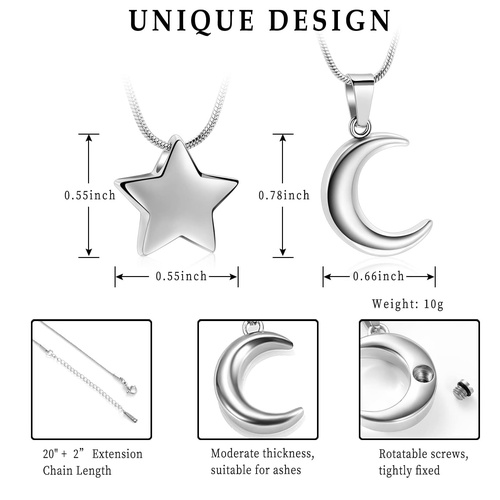 UNIQUE DESIGN
0.55inch
0.78inch
0.55inch
0.66inch
Weight: 10g
20" + 2” Extension
Chain Length
Moderate thickness,
suitable for ashes
Rotatable screws,
tightly fixed